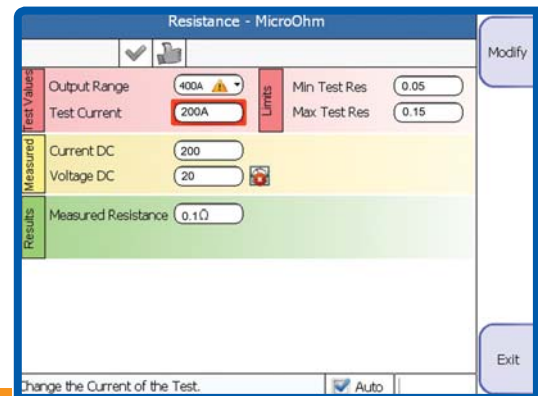 Resistance - MicroOhm
Modify
Test Values
Output Range 400A
Test Current 200A
Limits
Min Test Res 0.05
Max Test Res 0.15
Measured
Current DC 200
Voltage DC 20
Results
Measured Resistance 0.1Ω
Exit
Change the Current of the Test.
Auto